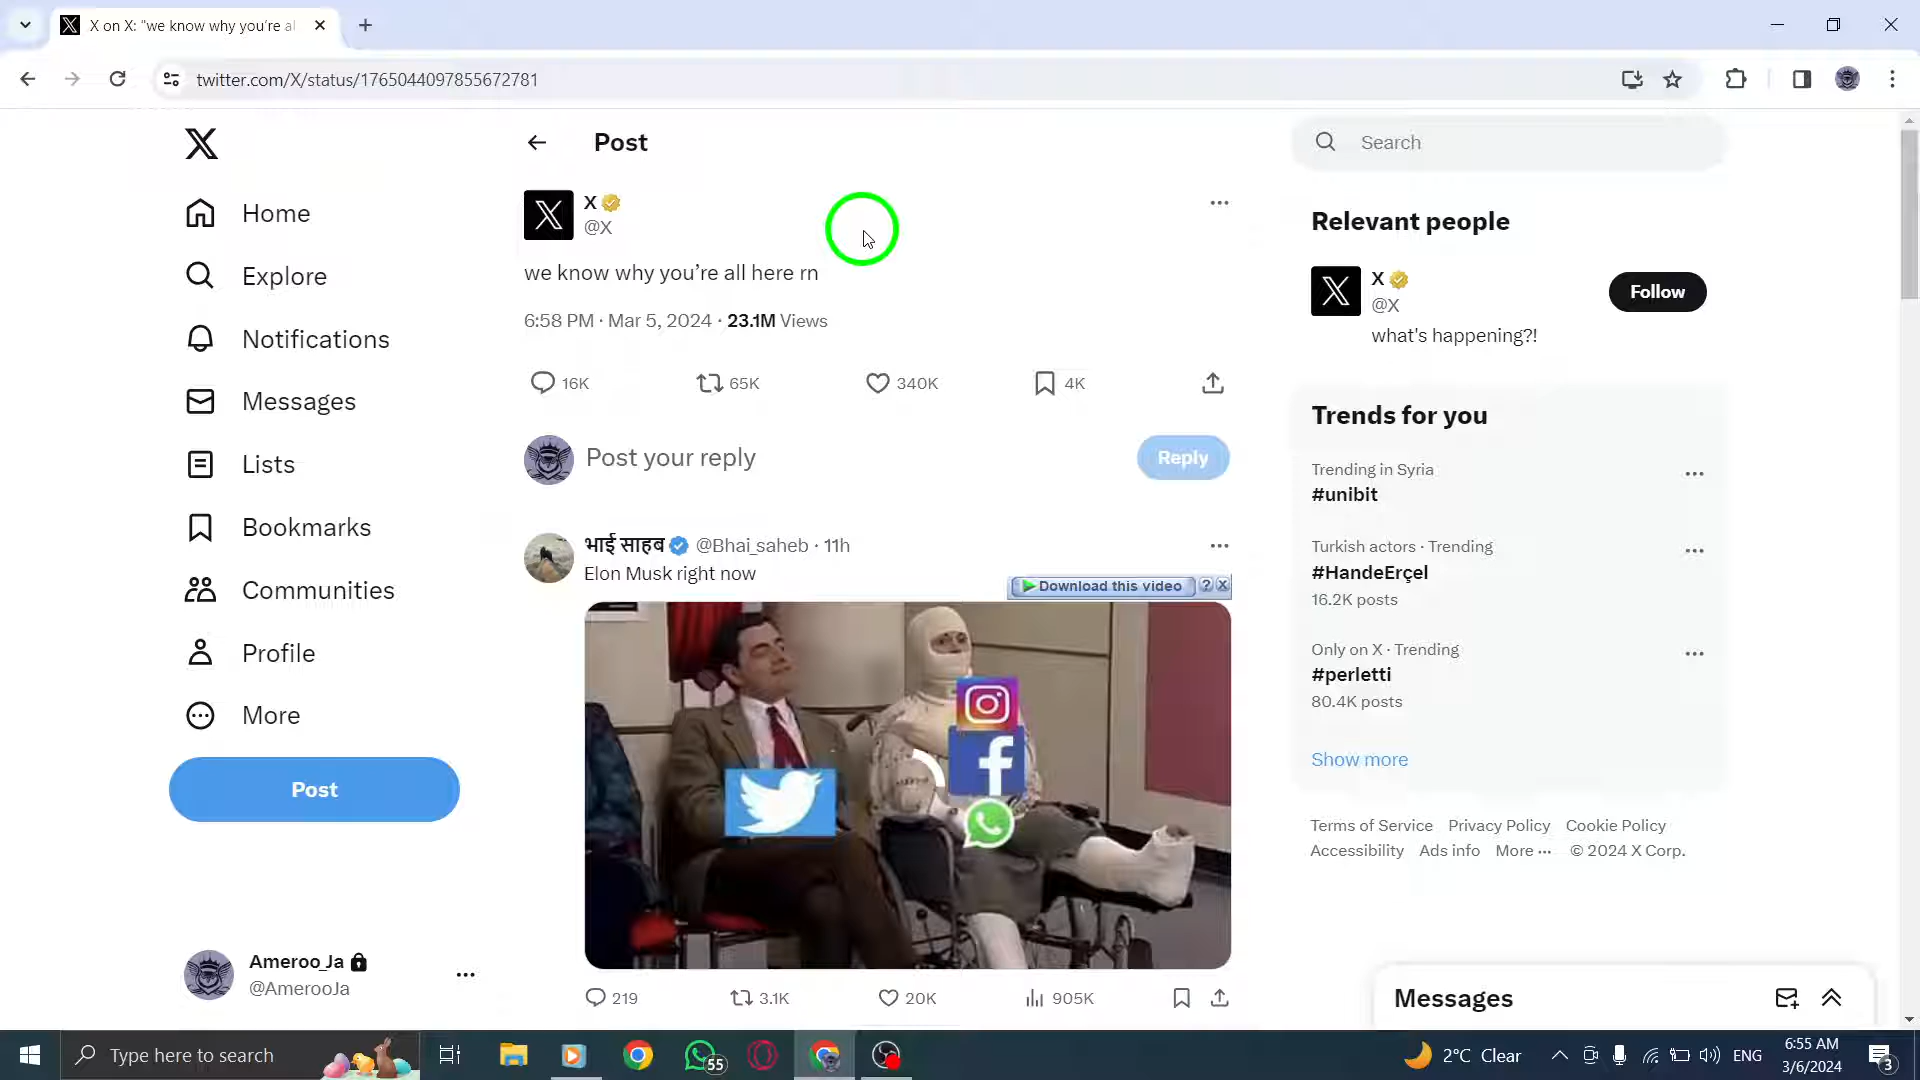 X on X: "we know why you're al
twitter.com/X/status/1765044097855672781
Home
Explore
Notifications
Messages
Lists
Bookmarks
Communities
Profile
More
Post
Ameroo_Ja
@AmerooJa
Post
X
@X
we know why you’re all here rn
6:58 PM · Mar 5, 2024 · 23.1M Views
16K 65K 340K 4K
Post your reply
Reply
भाई साहब @Bhai_saheb · 11h
Elon Musk right now
Download this video ? X
219 3.1K 20K 905K
Search
Relevant people
X
@X
Follow
what's happening?!
Trends for you
Trending in Syria
#unibit
Turkish actors · Trending
#HandeErçel
16.2K posts
Only on X · Trending
#perletti
80.4K posts
Show more
Terms of Service Privacy Policy Cookie Policy
Accessibility Ads info More ··· © 2024 X Corp.
Messages
Type here to search
55
2°C Clear
ENG
6:55 AM
3/6/2024
3